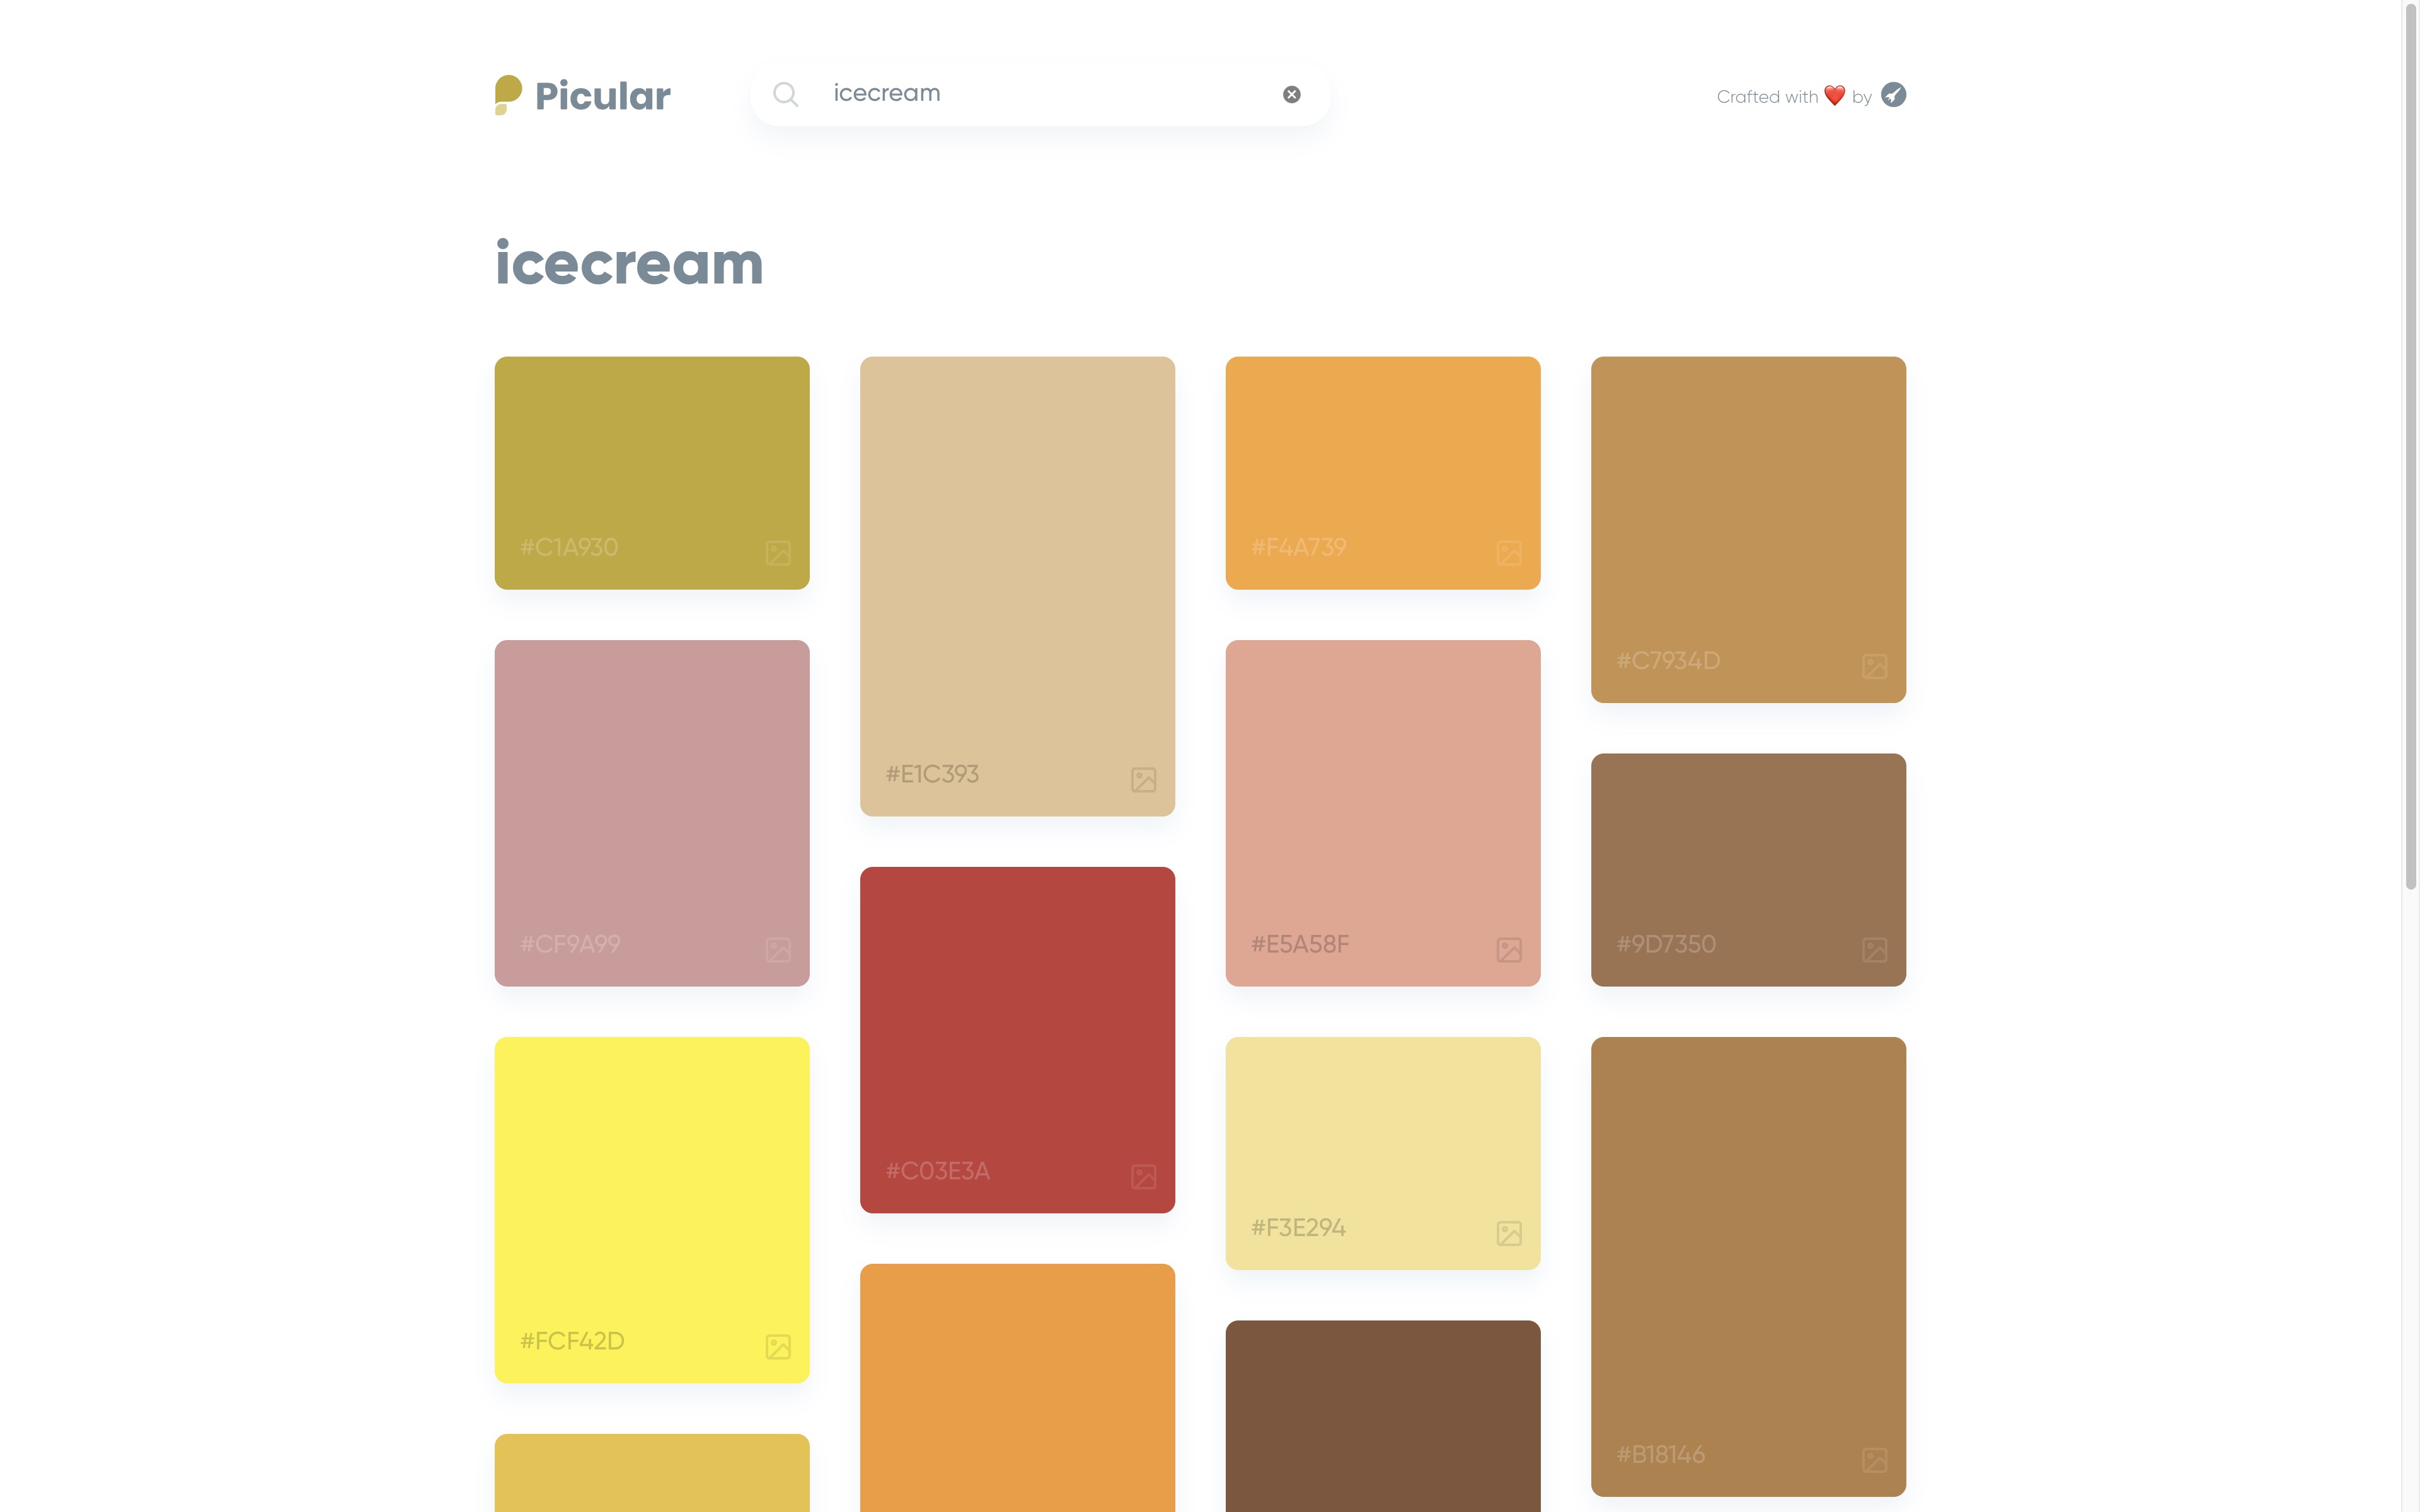 Picular
icecream
Crafted with ❤️ by
icecream
#C1A930
#F4A739
#C7934D
#E1C393
#CF9A99
#E5A58F
#9D7350
#C03E3A
#F3E294
#FCF42D
#B18146